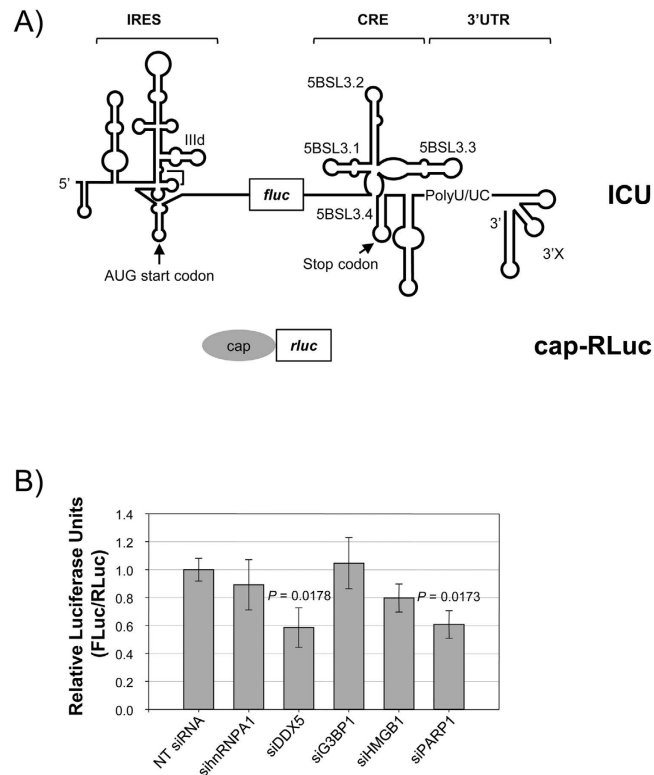 A)
IRES CRE 3'UTR
5BSL3.2
IIId
5BSL3.1 5BSL3.3
5'
fluc
PolyU/UC
ICU
5BSL3.4
3'
3'X
Stop codon
AUG start codon
cap rluc
cap-RLuc
B)
Relative Luciferase Units
(FLuc/RLuc)
1.4
1.2
1.0
0.8
0.6
0.4
0.2
0.0
P = 0.0178
P = 0.0173
NT siRNA
sihnRNPA1
siDDX5
siG3BP1
siHMGB1
siPARP1